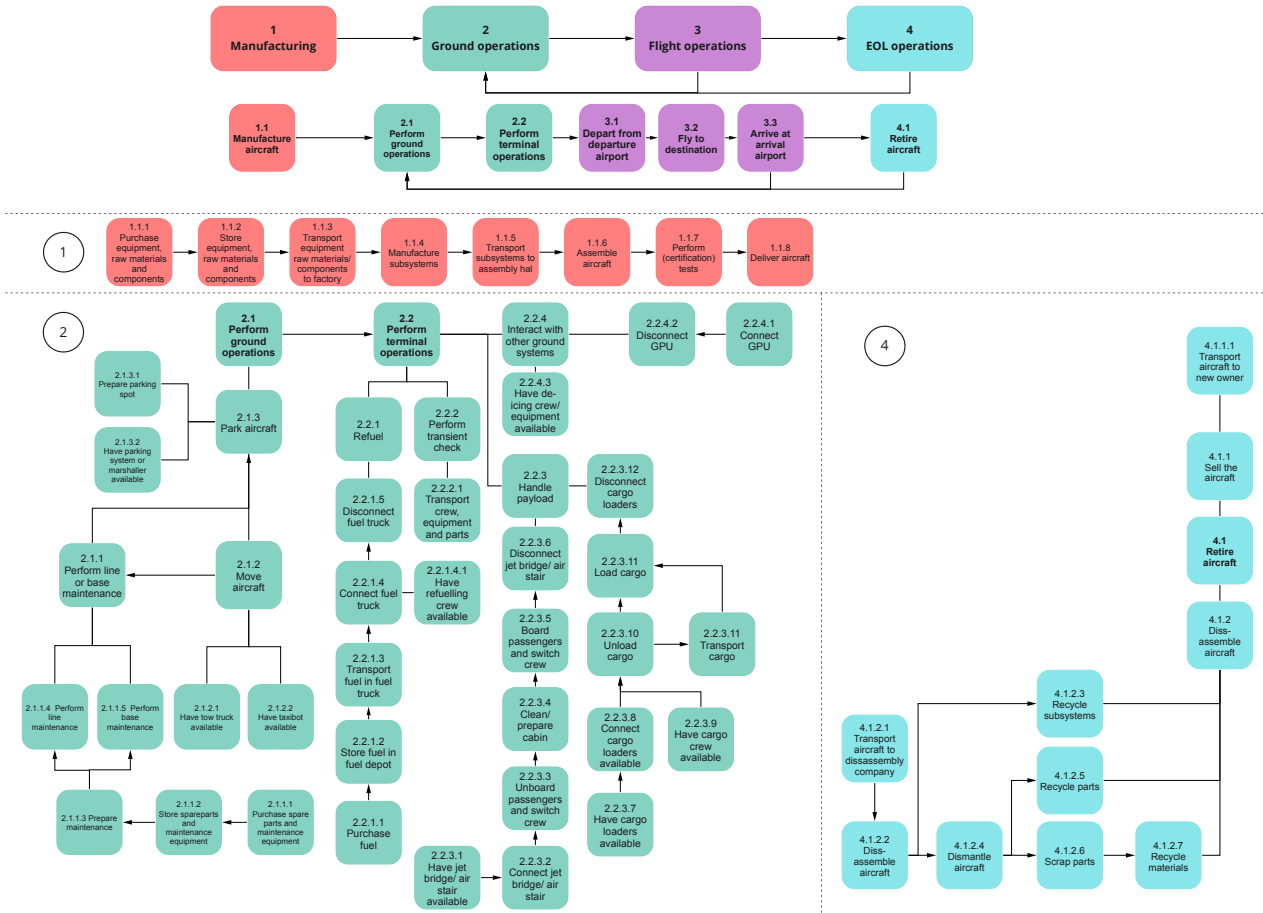 1
Manufacturing
2
Ground operations
3
Flight operations
4
EOL operations
1.1
Manufacture
aircraft
2.1
Perform
ground
operations
2.2
Perform
terminal
operations
3.1
Depart from
departure
airport
3.2
Fly to
destination
3.3
Arrive at
arrival
airport
4.1
Retire
aircraft
1
1.1.1
Purchase
equipment,
raw materials
and
components
1.1.2
Store
equipment,
raw materials
and
components
1.1.3
Transport
equipment
raw materials/
components
to factory
1.1.4
Manufacture
subsystems
1.1.5
Transport
subsystems to
assembly hal
1.1.6
Assemble
aircraft
1.1.7
Perform
(certification)
tests
1.1.8
Deliver aircraft
2
2.1
Perform
ground
operations
2.2
Perform
terminal
operations
2.2.4
Interact with
other ground
systems
2.2.4.2
Disconnect
GPU
2.2.4.1
Connect
GPU
2.1.3.1
Prepare parking
spot
2.1.3
Park aircraft
2.1.3.2
Have parking
system or
marshaller
available
2.2.1
Refuel
2.2.2
Perform
transient
check
2.2.4.3
Have de-
icing crew/
equipment
available
2.2.1.5
Disconnect
fuel truck
2.2.2.1
Transport
crew,
equipment
and parts
2.2.3
Handle
payload
2.2.3.12
Disconnect
cargo
loaders
2.1.1
Perform line
or base
maintenance
2.1.2
Move
aircraft
2.2.1.4
Connect fuel
truck
2.2.1.4.1
Have
refuelling
crew
available
2.2.3.6
Disconnect
jet bridge/ air
stair
2.2.3.11
Load cargo
2.2.3.5
Board
passengers
and switch
crew
2.2.3.10
Unload
cargo
2.2.3.11
Transport
cargo
2.1.1.4 Perform
line
maintenance
2.1.1.5 Perform
base
maintenance
2.1.2.1
Have tow truck
available
2.1.2.2
Have taxibot
available
2.2.1.3
Transport
fuel in fuel
truck
2.2.3.4
Clean/
prepare
cabin
2.2.3.8
Connect
cargo
loaders
available
2.2.3.9
Have cargo
crew
available
2.2.1.2
Store fuel in
fuel depot
2.2.3.3
Unboard
passengers
and switch
crew
2.2.3.7
Have cargo
loaders
available
2.1.1.3 Prepare
maintenance
2.1.1.2
Store spareparts
and
maintenance
equipment
2.1.1.1
Purchase spare
parts and
maintenance
equipment
2.2.1.1
Purchase
fuel
2.2.3.1
Have jet
bridge/ air
stair
available
2.2.3.2
Connect jet
bridge/ air
stair
4
4.1.1.1
Transport
aircraft to
new owner
4.1.1
Sell the
aircraft
4.1
Retire
aircraft
4.1.2
Diss-
assemble
aircraft
4.1.2.3
Recycle
subsystems
4.1.2.1
Transport
aircraft to
dissassembly
company
4.1.2.5
Recycle parts
4.1.2.2
Diss-
assemble
aircraft
4.1.2.4
Dismantle
aircraft
4.1.2.6
Scrap parts
4.1.2.7
Recycle
materials